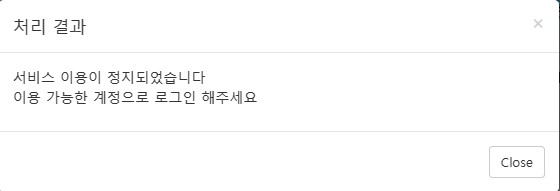 처리 결과
×
서비스 이용이 정지되었습니다
이용 가능한 계정으로 로그인 해주세요
Close